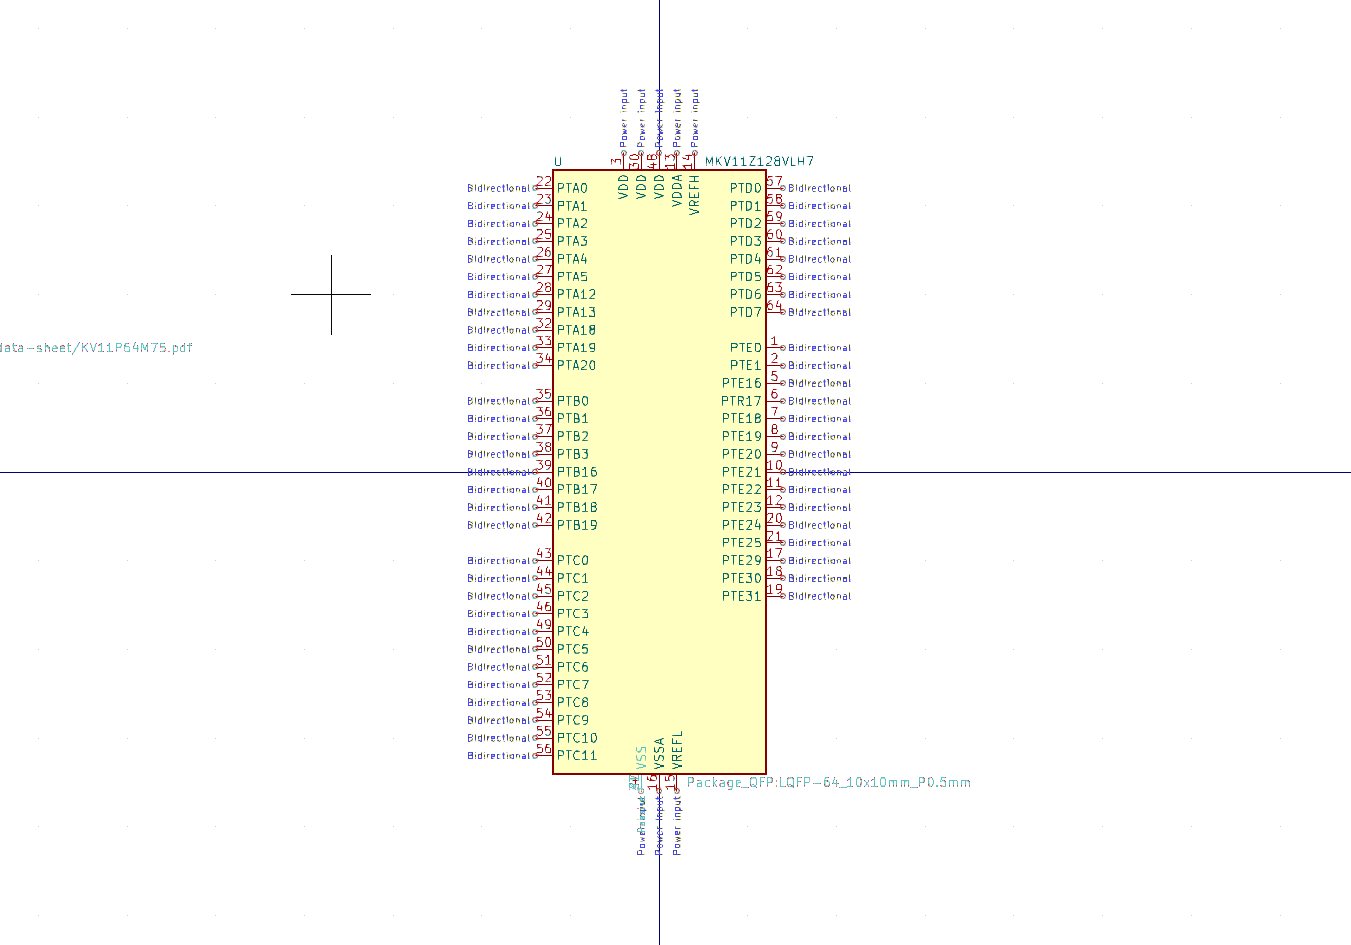 Power input Power input Power input Power input Power input
3 30 48 13 14
U MKV11Z128VLH7
VDD VDD VDD VDDA VREFH
Bidirectional 22 PTA0 PTD0 57 Bidirectional
Bidirectional 23 PTA1 PTD1 58 Bidirectional
Bidirectional 24 PTA2 PTD2 59 Bidirectional
Bidirectional 25 PTA3 PTD3 60 Bidirectional
Bidirectional 26 PTA4 PTD4 61 Bidirectional
Bidirectional 27 PTA5 PTD5 62 Bidirectional
Bidirectional 28 PTA12 PTD6 63 Bidirectional
Bidirectional 29 PTA13 PTD7 64 Bidirectional
Bidirectional 32 PTA18
data-sheet/KV11P64M75.pdf
Bidirectional 33 PTA19 PTE0 1 Bidirectional
Bidirectional 34 PTA20 PTE1 2 Bidirectional
PTE16 5 Bidirectional
Bidirectional 35 PTB0 PTR17 6 Bidirectional
Bidirectional 36 PTB1 PTE18 7 Bidirectional
Bidirectional 37 PTB2 PTE19 8 Bidirectional
Bidirectional 38 PTB3 PTE20 9 Bidirectional
Bidirectional 39 PTB16 PTE21 10 Bidirectional
Bidirectional 40 PTB17 PTE22 11 Bidirectional
Bidirectional 41 PTB18 PTE23 12 Bidirectional
Bidirectional 42 PTB19 PTE24 20 Bidirectional
PTE25 21 Bidirectional
Bidirectional 43 PTC0 PTE29 17 Bidirectional
Bidirectional 44 PTC1 PTE30 18 Bidirectional
Bidirectional 45 PTC2 PTE31 19 Bidirectional
Bidirectional 46 PTC3
Bidirectional 49 PTC4
Bidirectional 50 PTC5
Bidirectional 51 PTC6
Bidirectional 52 PTC7
Bidirectional 53 PTC8
Bidirectional 54 PTC9
Bidirectional 55 PTC10
Bidirectional 56 PTC11
VSS VSSA VREFL
16 15 Package_QFP:LQFP-64_10x10mm_P0.5mm
Power input Power input Power input